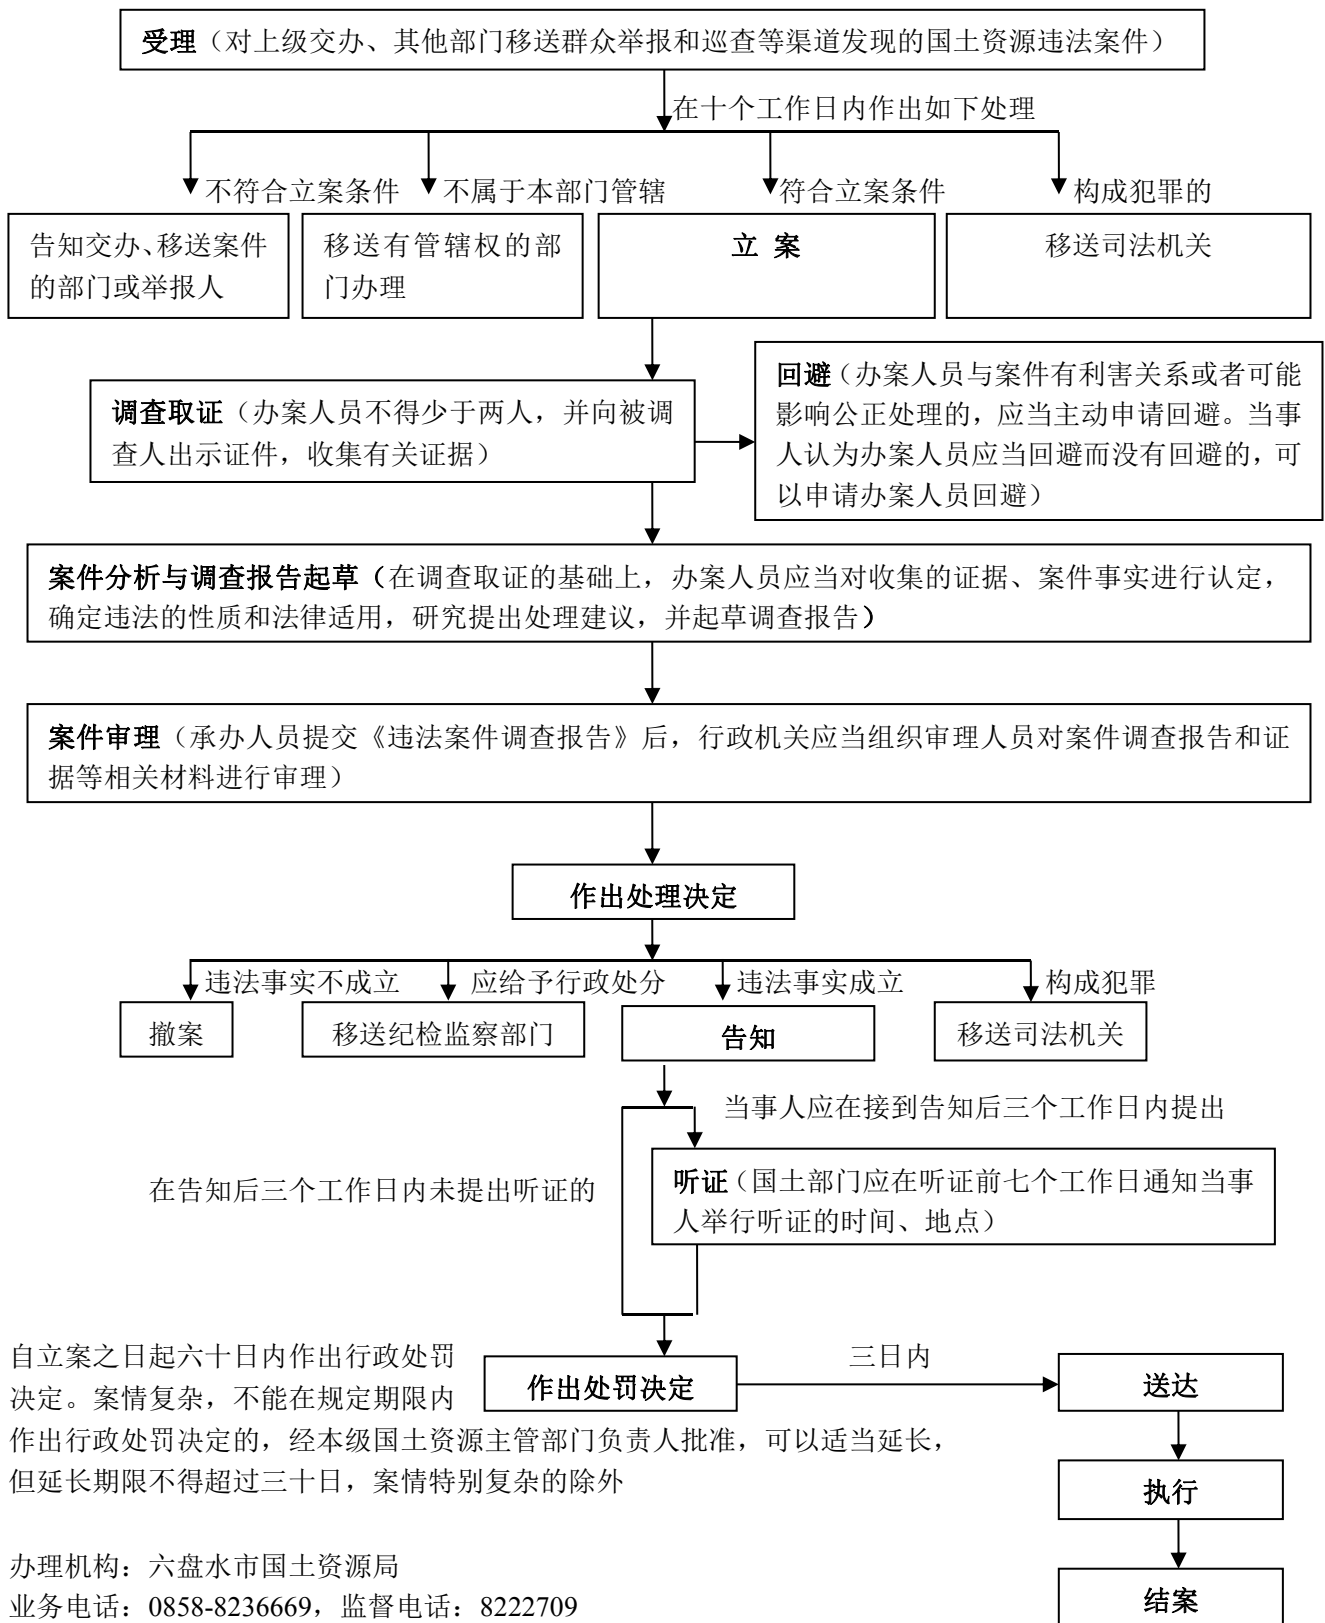 受理（对上级交办、其他部门移送群众举报和巡查等渠道发现的国土资源违法案件）
在十个工作日内作出如下处理
不符合立案条件
不属于本部门管辖
符合立案条件
构成犯罪的
告知交办、移送案件
的部门或举报人
移送有管辖权的部
门办理
立 案
移送司法机关
回避（办案人员与案件有利害关系或者可能
影响公正处理的，应当主动申请回避。当事
人认为办案人员应当回避而没有回避的，可
以申请办案人员回避）
调查取证（办案人员不得少于两人，并向被调
查人出示证件，收集有关证据）
案件分析与调查报告起草（在调查取证的基础上，办案人员应当对收集的证据、案件事实进行认定，
确定违法的性质和法律适用，研究提出处理建议，并起草调查报告）
案件审理（承办人员提交《违法案件调查报告》后，行政机关应当组织审理人员对案件调查报告和证
据等相关材料进行审理）
作出处理决定
违法事实不成立
应给予行政处分
违法事实成立
构成犯罪
撤案
移送纪检监察部门
告知
移送司法机关
当事人应在接到告知后三个工作日内提出
在告知后三个工作日内未提出听证的
听证（国土部门应在听证前七个工作日通知当事
人举行听证的时间、地点）
作出处罚决定
三日内
送达
执行
结案
自立案之日起六十日内作出行政处罚
决定。案情复杂，不能在规定期限内
作出行政处罚决定的，经本级国土资源主管部门负责人批准，可以适当延长，
但延长期限不得超过三十日，案情特别复杂的除外
办理机构：六盘水市国土资源局
业务电话：0858-8236669，监督电话：8222709